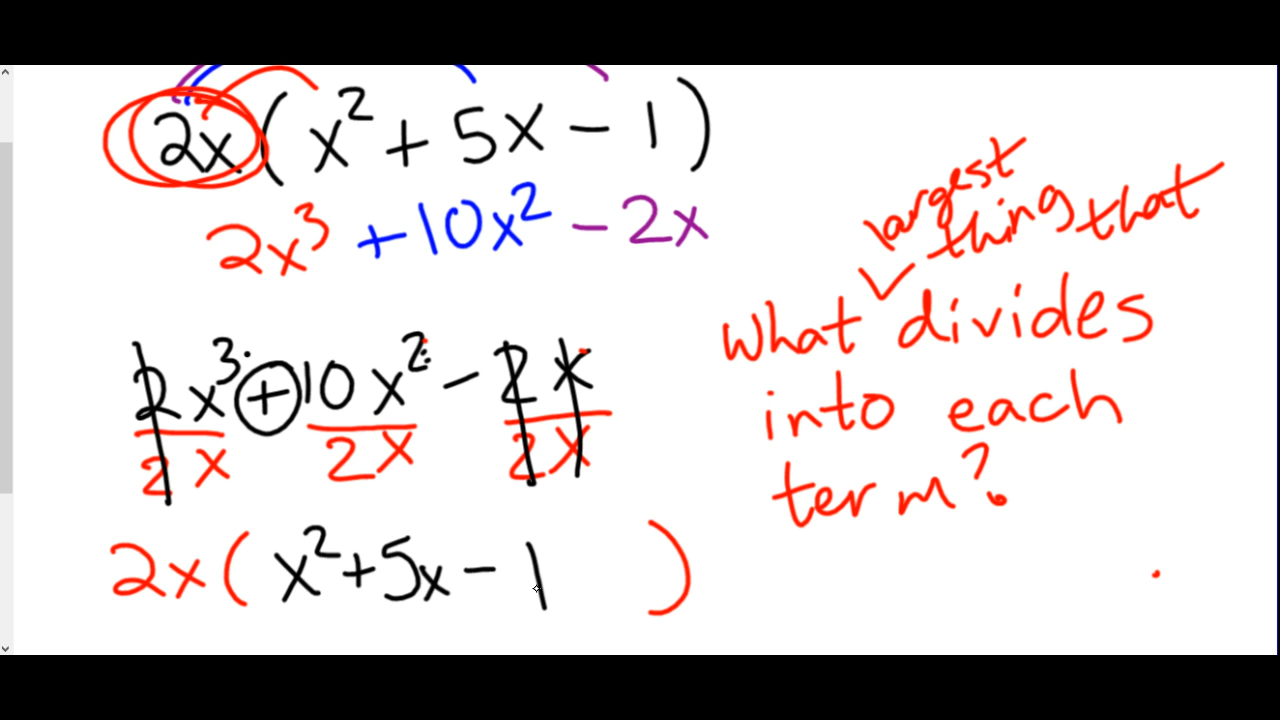 2x(x² + 5x - 1)
2x³ + 10x² - 2x
largest
thing that
What divides
into each
term?
2x³ + 10x² - 2x
2x 2x 2x
2x(x² + 5x - 1)